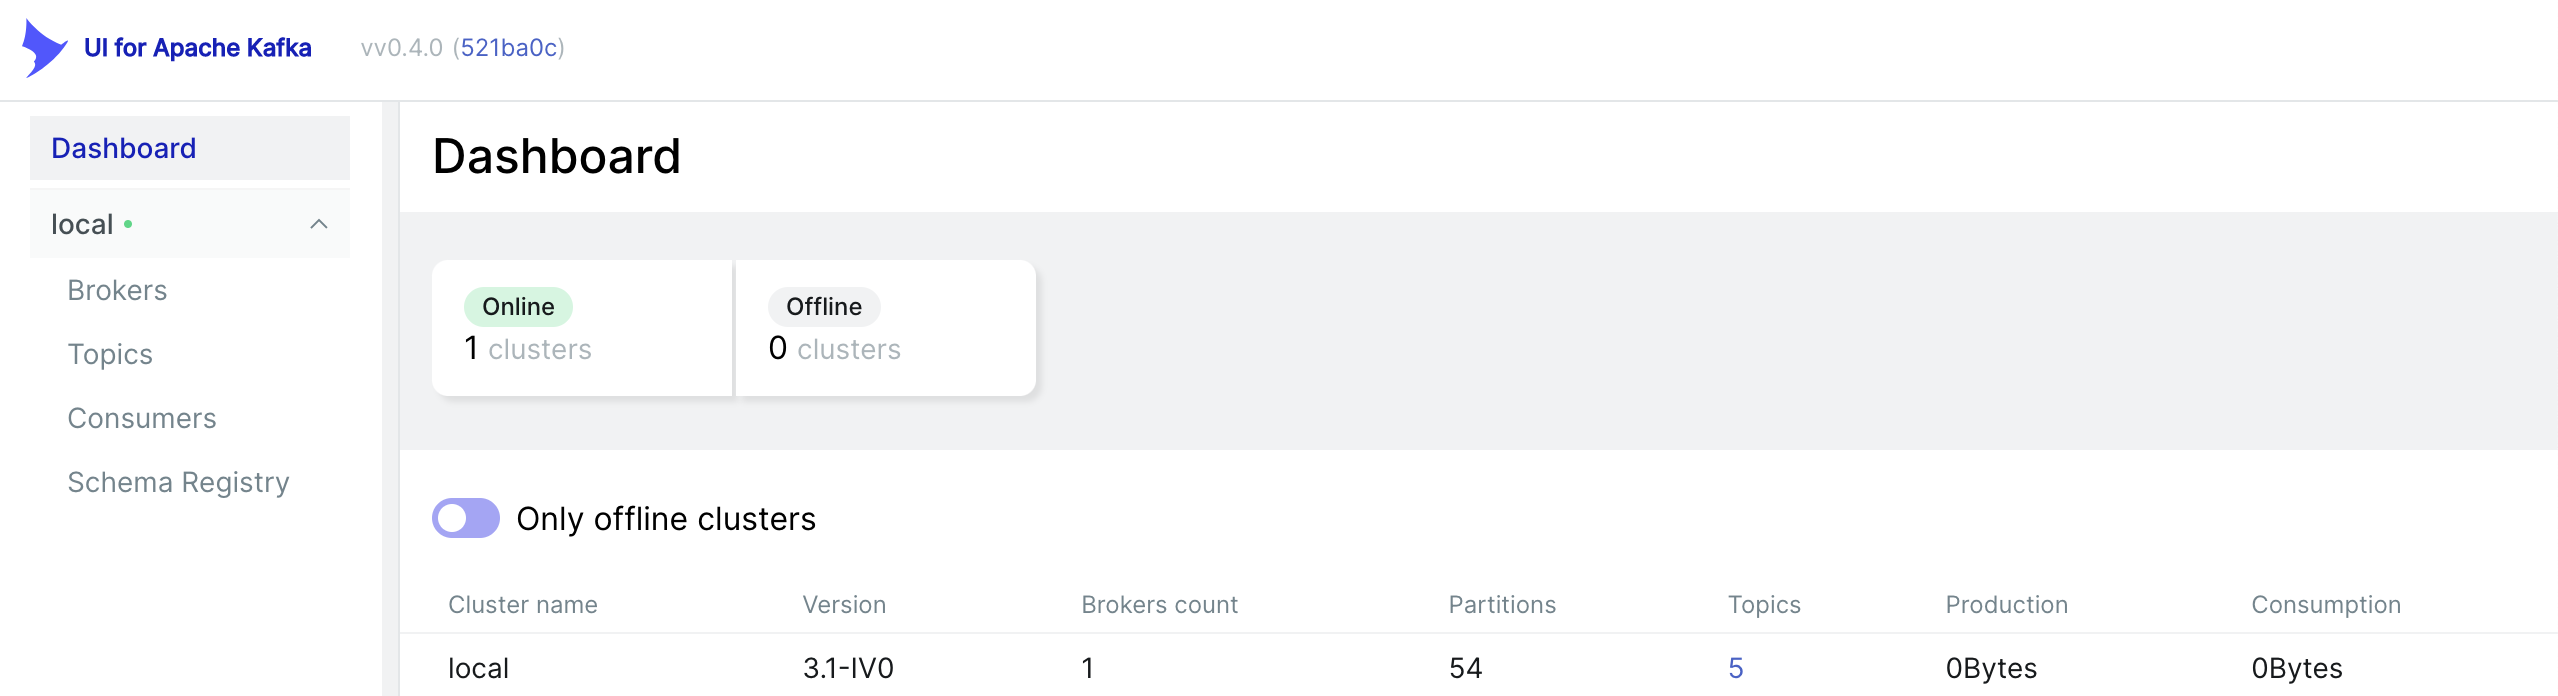 UI for Apache Kafka vv0.4.0 (521ba0c)
Dashboard
local
Brokers
Topics
Consumers
Schema Registry
Dashboard
Online
1 clusters
Offline
0 clusters
Only offline clusters
Cluster name Version Brokers count Partitions Topics Production Consumption
local 3.1-IV0 1 54 5 0Bytes 0Bytes